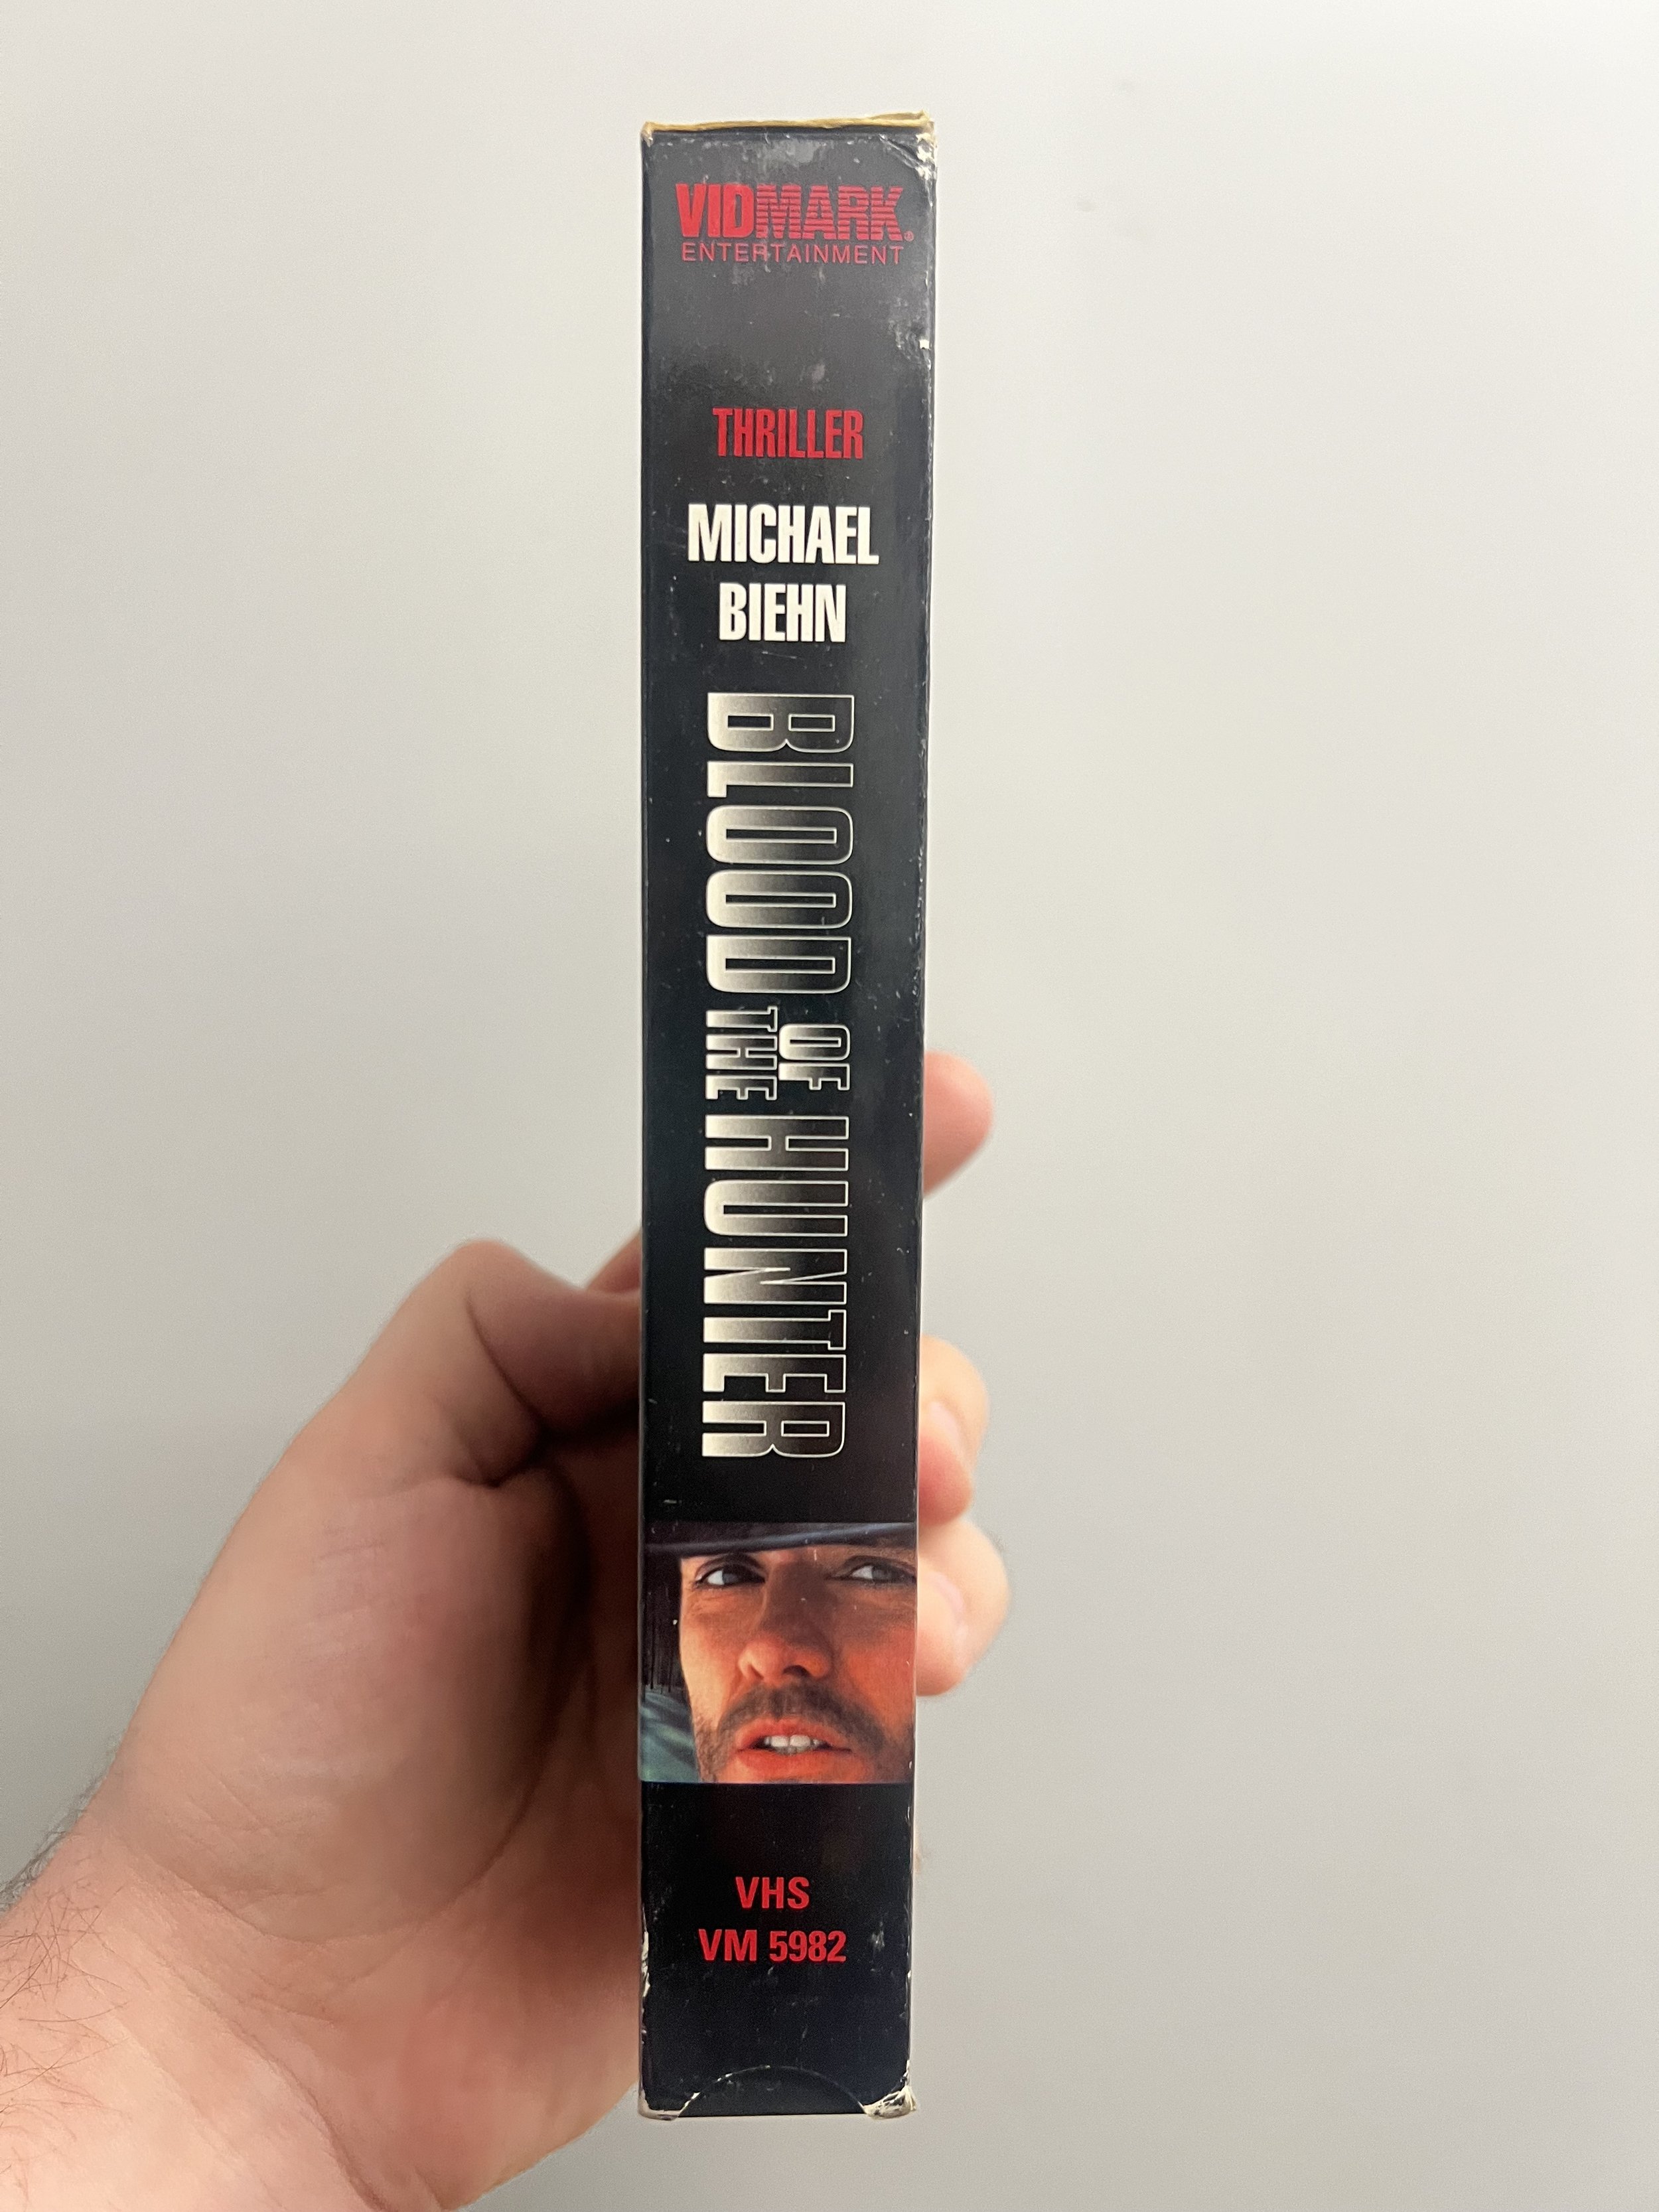 VIDMARK®
ENTERTAINMENT
THRILLER
MICHAEL
BIEHN
BLOOD OF THE HUNTER
VHS
VM 5982